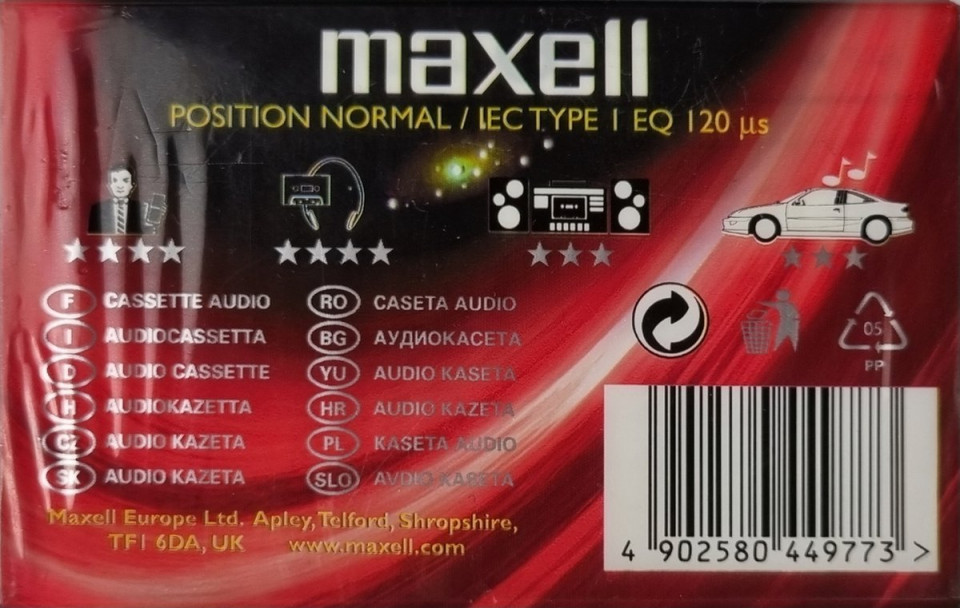 maxell
POSITION NORMAL / IEC TYPE I EQ 120 µs
F CASSETTE AUDIO
I AUDIOCASSETTA
D AUDIO CASSETTE
H AUDIOKAZETTA
CZ AUDIO KAZETA
SK AUDIO KAZETA
RO CASETA AUDIO
BG АУДИОКАСЕТА
YU AUDIO KASETA
HR AUDIO KAZETA
PL KASETA AUDIO
SLO AVDIO KASETA
05
PP
Maxell Europe Ltd. Apley, Telford, Shropshire,
TF1 6DA, UK www.maxell.com
4 902580 449773 >